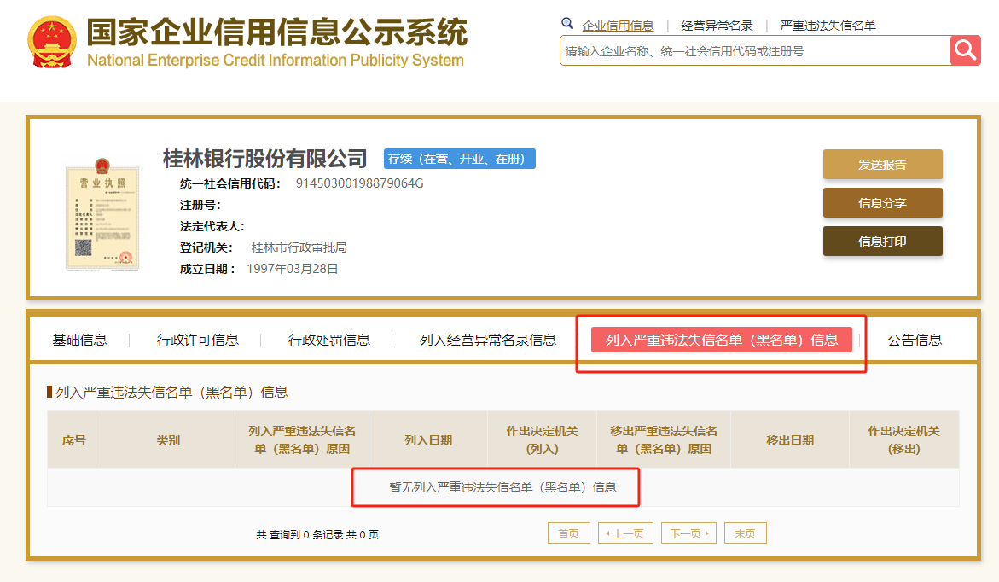 国家企业信用信息公示系统
National Enterprise Credit Information Publicity System
企业信用信息 | 经营异常名录 | 严重违法失信名单
请输入企业名称、统一社会信用代码或注册号
桂林银行股份有限公司 存续（在营、开业、在册）
统一社会信用代码： 91450300198879064G
注册号：
法定代表人：
登记机关： 桂林市行政审批局
成立日期： 1997年03月28日
营业执照
发送报告
信息分享
信息打印
基础信息 行政许可信息 行政处罚信息 列入经营异常名录信息 列入严重违法失信名单（黑名单）信息 公告信息
列入严重违法失信名单（黑名单）信息
序号 类别 列入严重违法失信名单（黑名单）原因 列入日期 作出决定机关(列入) 移出严重违法失信名单（黑名单）原因 移出日期 作出决定机关(移出)
暂无列入严重违法失信名单（黑名单）信息
共 查询到 0 条记录 共 0 页 首页 上一页 下一页 末页